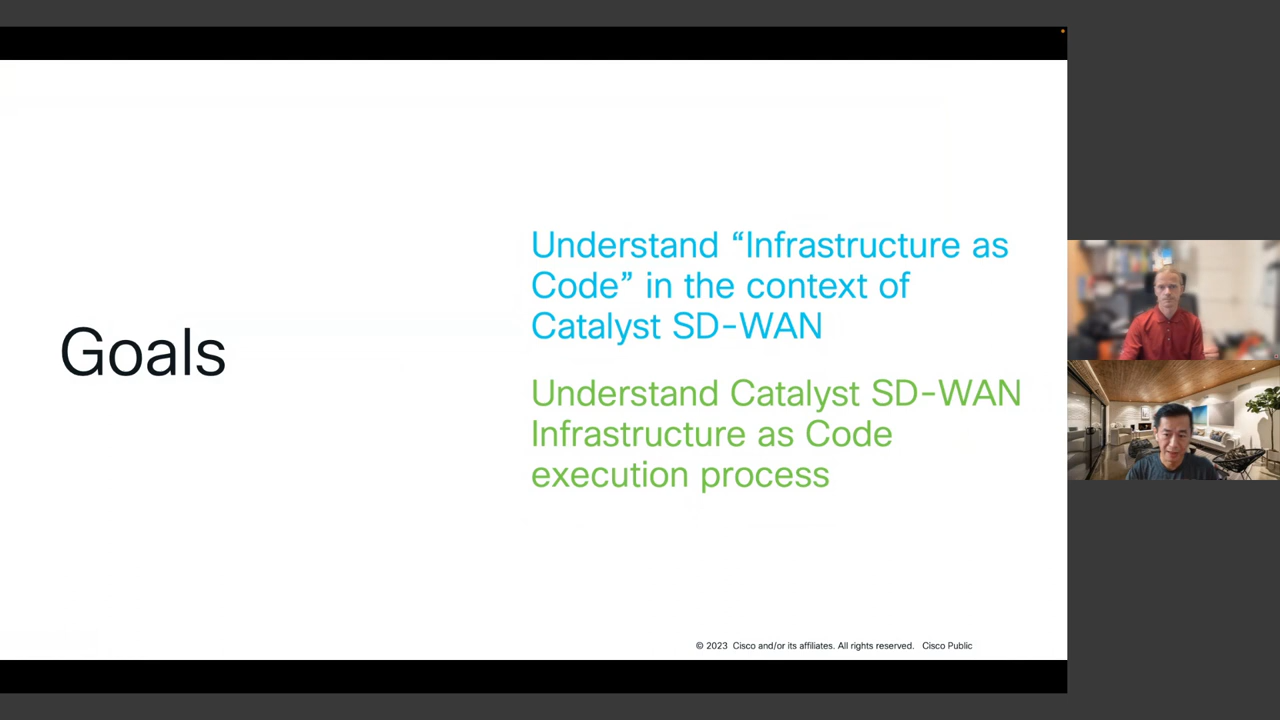 Goals
Understand “Infrastructure as
Code” in the context of
Catalyst SD-WAN
Understand Catalyst SD-WAN
Infrastructure as Code
execution process
© 2023 Cisco and/or its affiliates. All rights reserved. Cisco Public